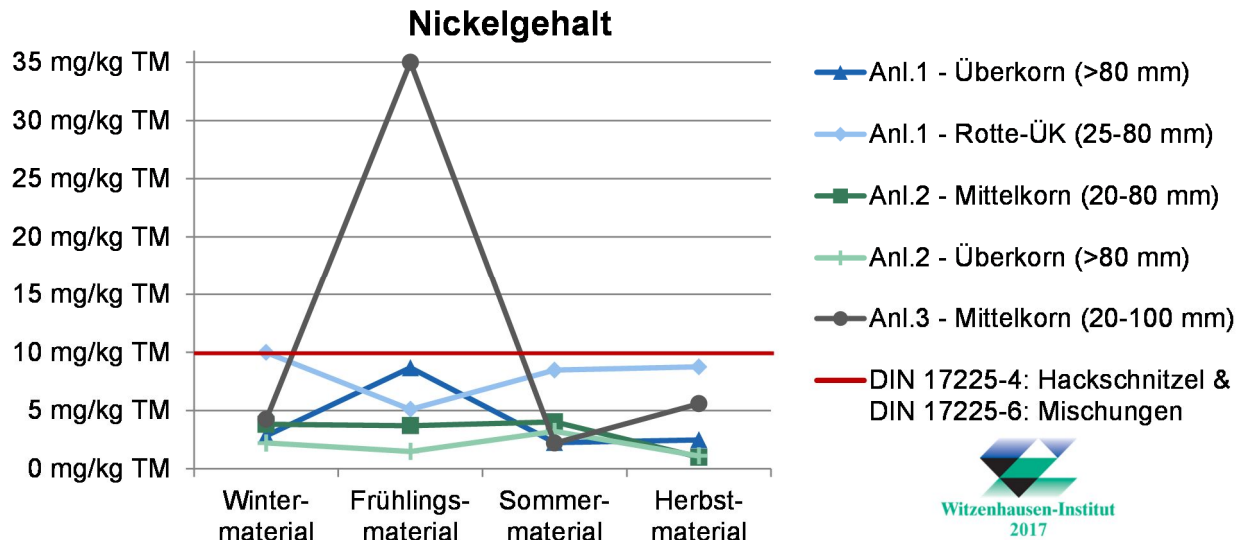 Nickelgehalt
35 mg/kg TM
30 mg/kg TM
25 mg/kg TM
20 mg/kg TM
15 mg/kg TM
10 mg/kg TM
5 mg/kg TM
0 mg/kg TM
Winter-
material
Frühlings-
material
Sommer-
material
Herbst-
material
Anl.1 - Überkorn (>80 mm)
Anl.1 - Rotte-ÜK (25-80 mm)
Anl.2 - Mittelkorn (20-80 mm)
Anl.2 - Überkorn (>80 mm)
Anl.3 - Mittelkorn (20-100 mm)
DIN 17225-4: Hackschnitzel &
DIN 17225-6: Mischungen
Witzenhausen-Institut
2017